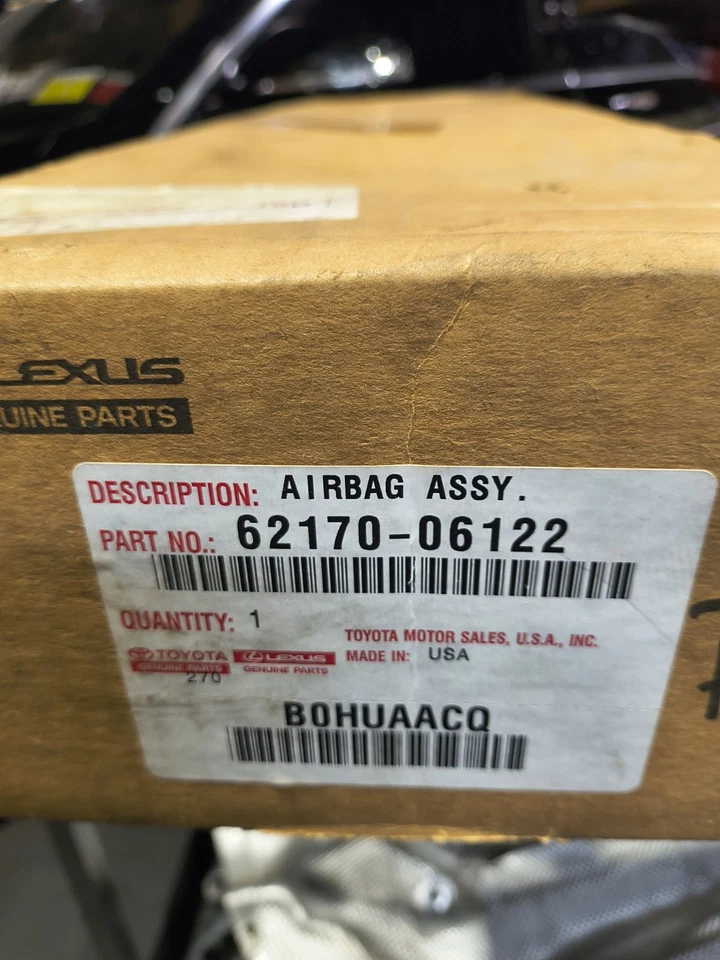 LEXUS
UINE PARTS
DESCRIPTION: AIRBAG ASSY.
PART NO.: 62170-06122
QUANTITY: 1
TOYOTA MOTOR SALES, U.S.A., INC.
MADE IN: USA
TOYOTA
GENUINE PARTS
LEXUS
GENUINE PARTS
270
B0HUAACQ